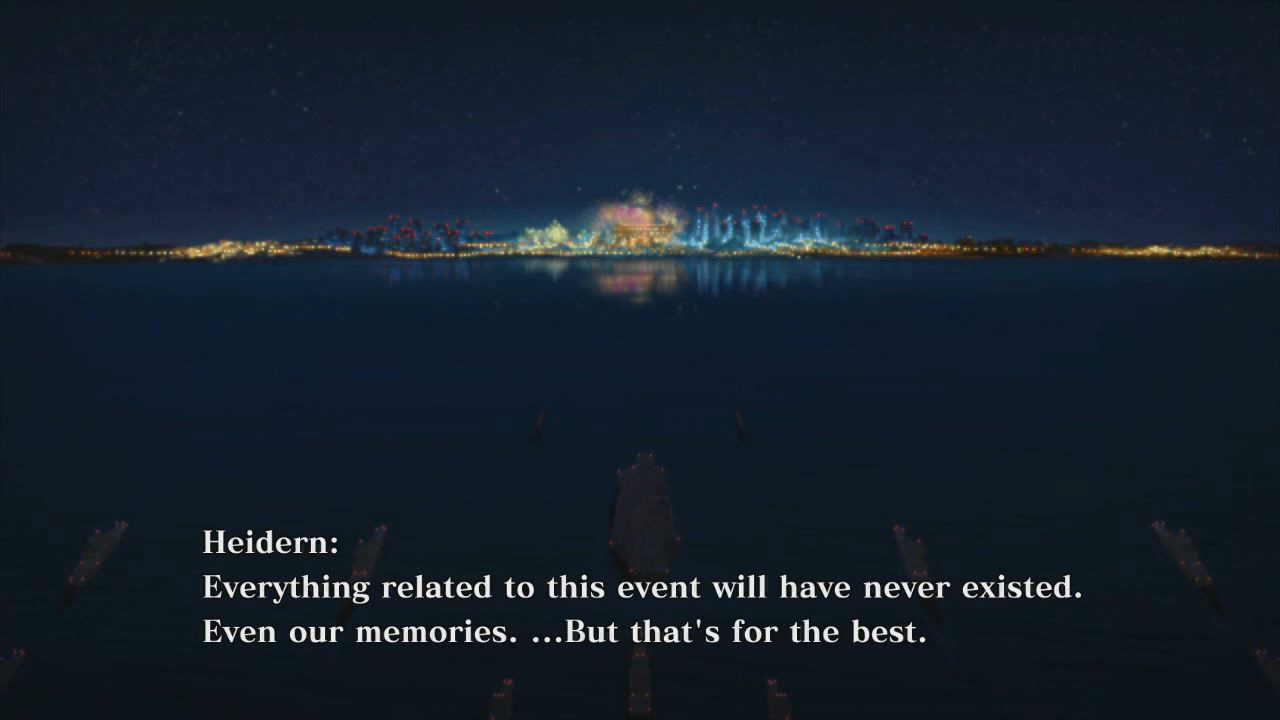 Heidern:
Everything related to this event will have never existed.
Even our memories. ...But that's for the best.